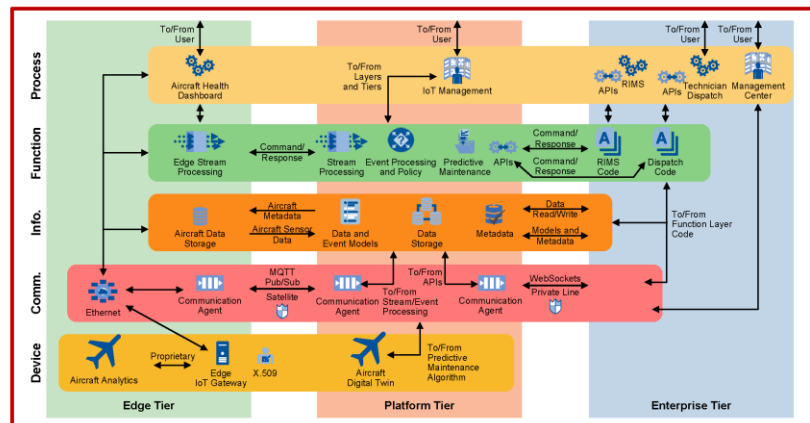 To/From
User
To/From
User
To/From
User
To/From
User
Process
Aircraft Health
Dashboard
To/From
Layers
and Tiers
IoT Management
APIs
RIMS
APIs
Technician
Dispatch
Management
Center
Function
Edge Stream
Processing
Command/
Response
Stream
Processing
Event Processing
and Policy
Predictive
Maintenance
APIs
Command/
Response
Command/
Response
RIMS
Code
Dispatch
Code
Info.
Aircraft Data
Storage
Aircraft
Metadata
Aircraft Sensor
Data
Data and
Event Models
Data
Storage
Metadata
Data
Read/Write
Models and
Metadata
To/From
Function Layer
Code
Comm.
Ethernet
Communication
Agent
MQTT
Pub/Sub
Satellite
Communication
Agent
To/From
Stream/Event
Processing
To/From
APIs
Communication
Agent
WebSockets
Private Line
Device
Aircraft Analytics
Proprietary
Edge
IoT Gateway
X.509
Aircraft
Digital Twin
To/From
Predictive
Maintenance
Algorithm
Edge Tier
Platform Tier
Enterprise Tier